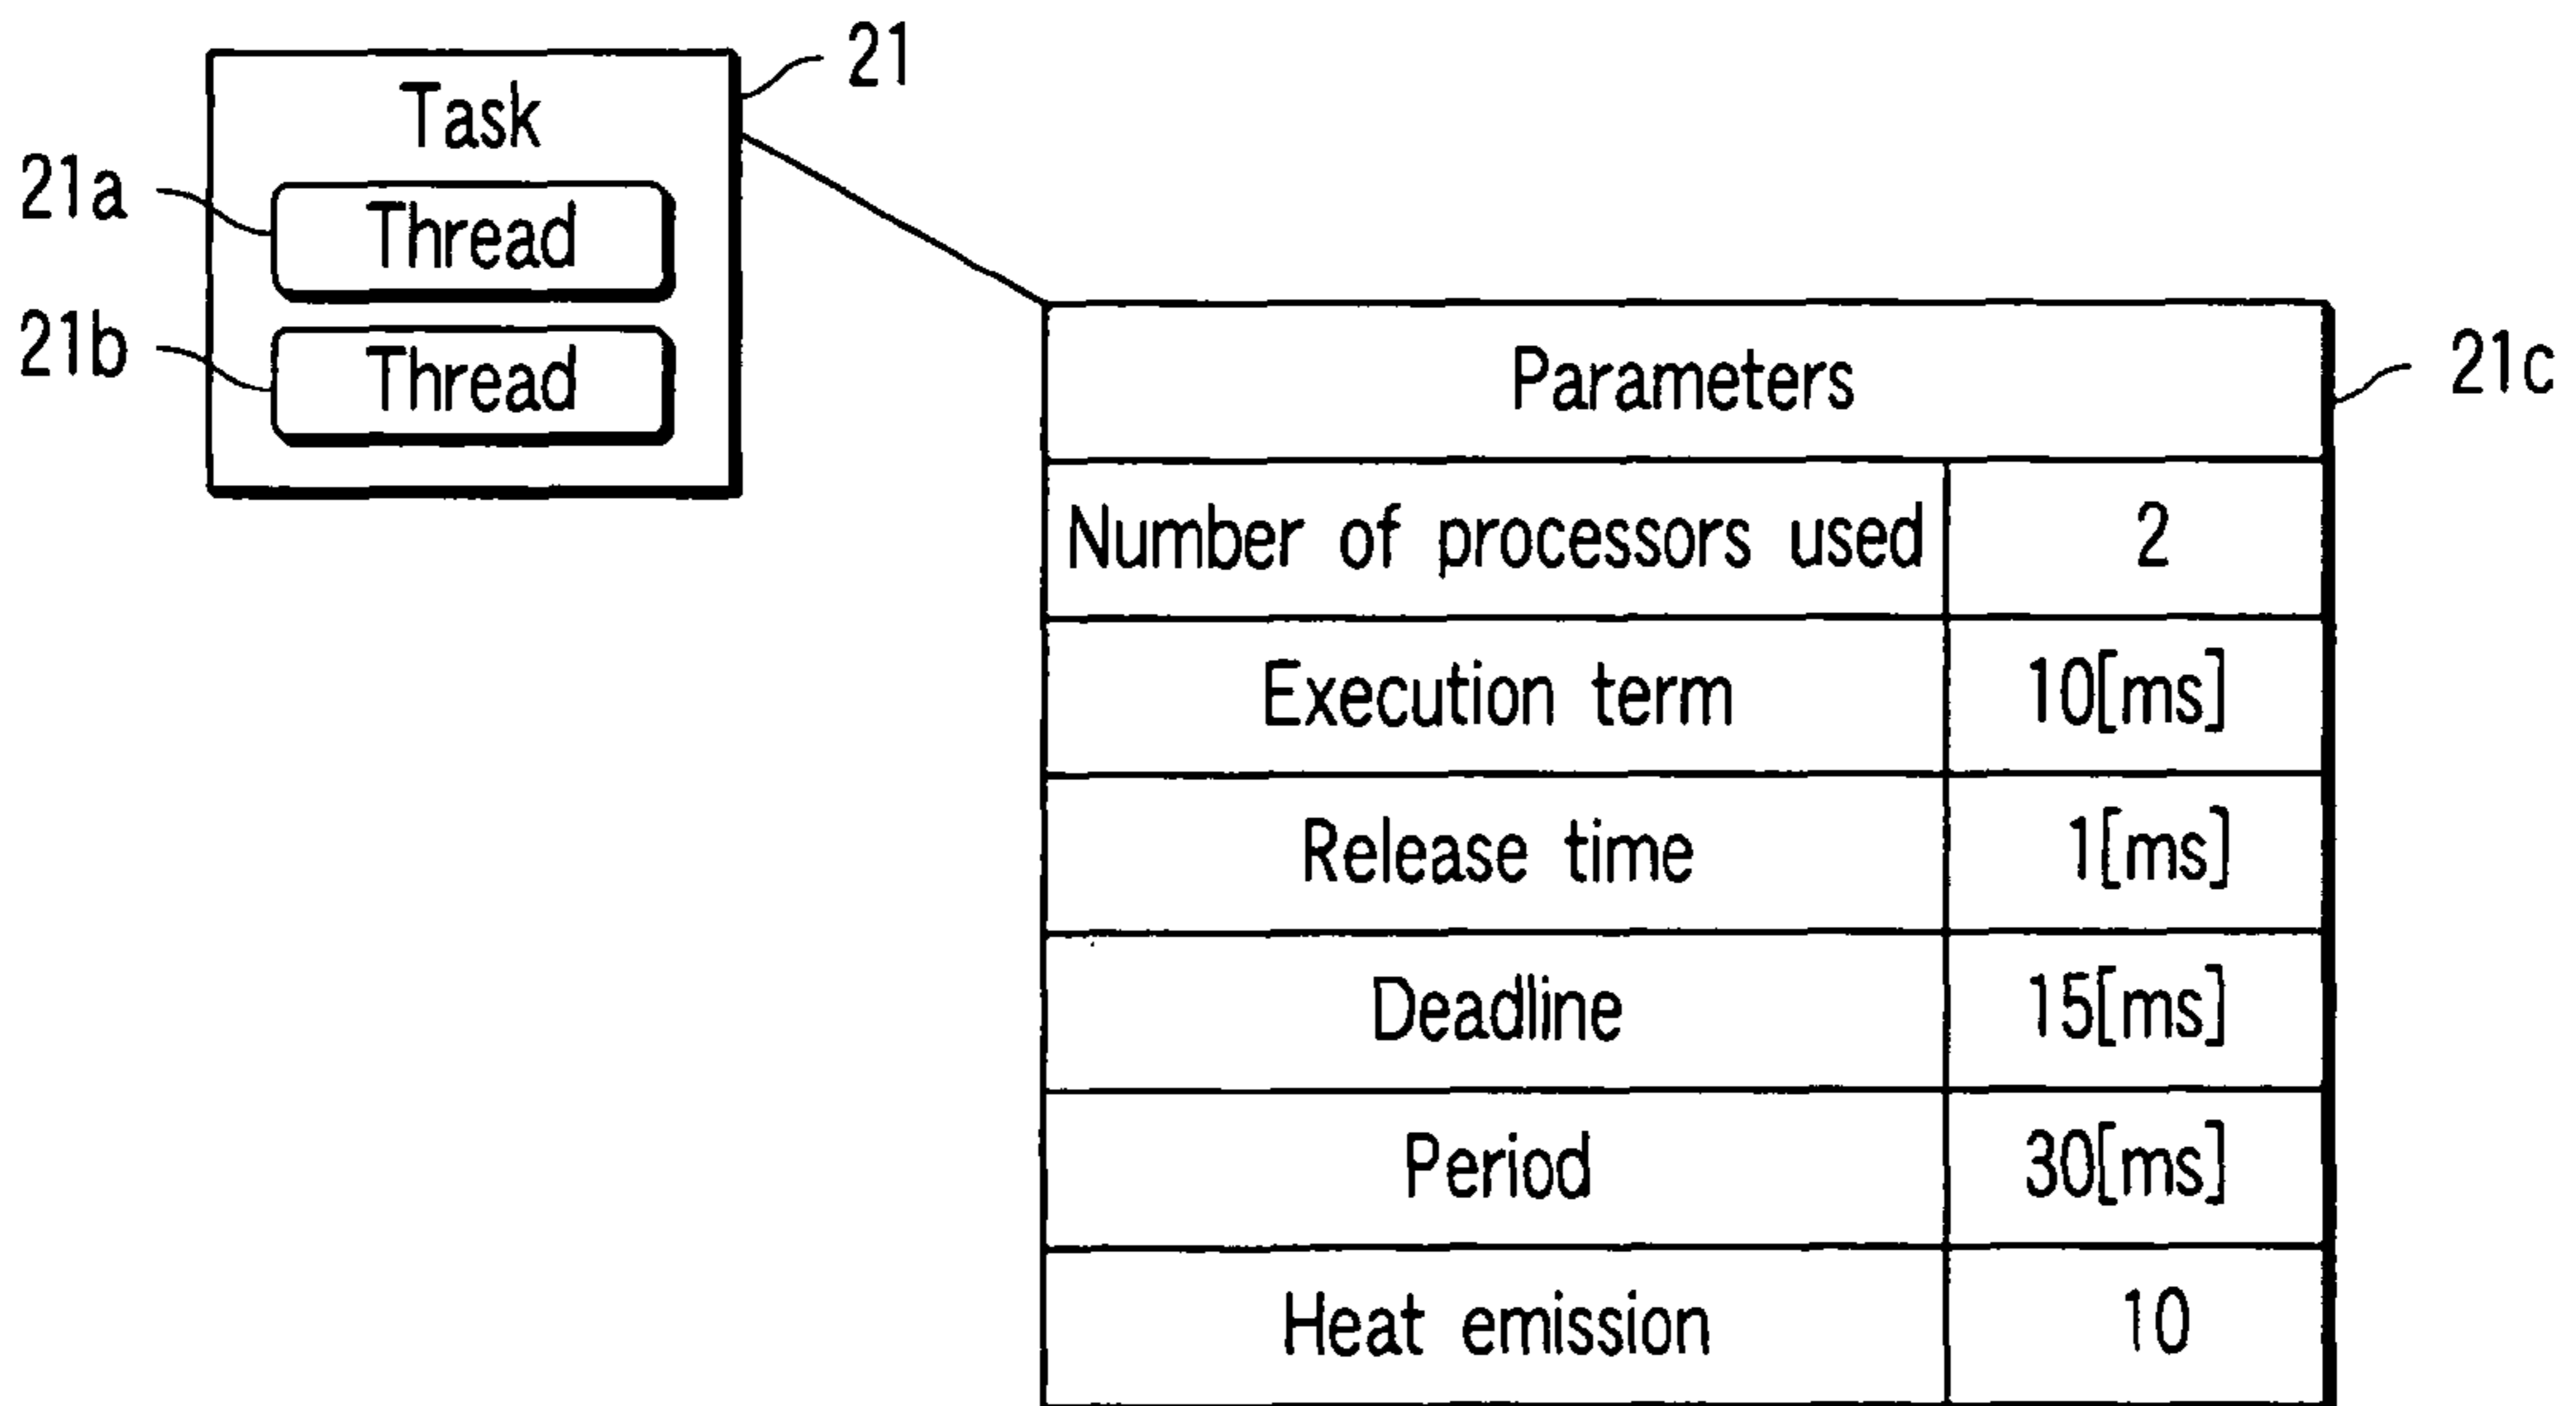 21
Task
21a
Thread
21b
Thread
Parameters
21c
Number of processors used 2
Execution term 10[ms]
Release time 1[ms]
Deadline 15[ms]
Period 30[ms]
Heat emission 10